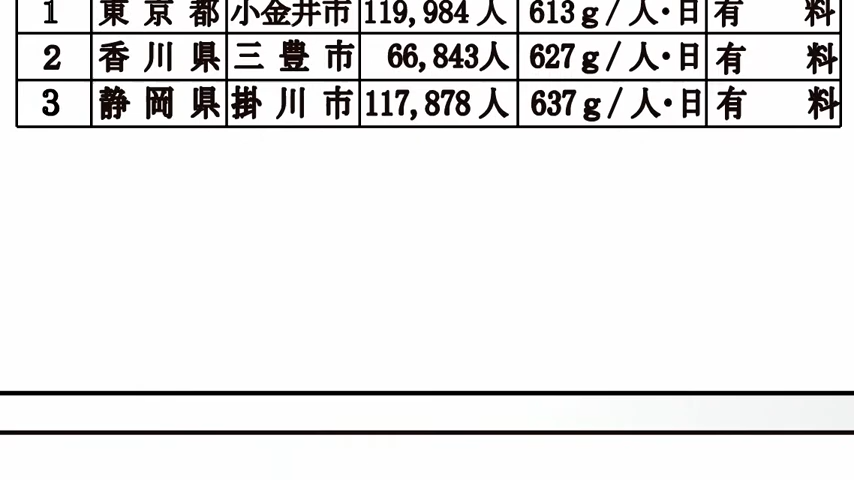 1 東京都 小金井市 119,984人 613g/人・日 有料
2 香川県 三豊市 66,843人 627g/人・日 有料
3 静岡県 掛川市 117,878人 637g/人・日 有料